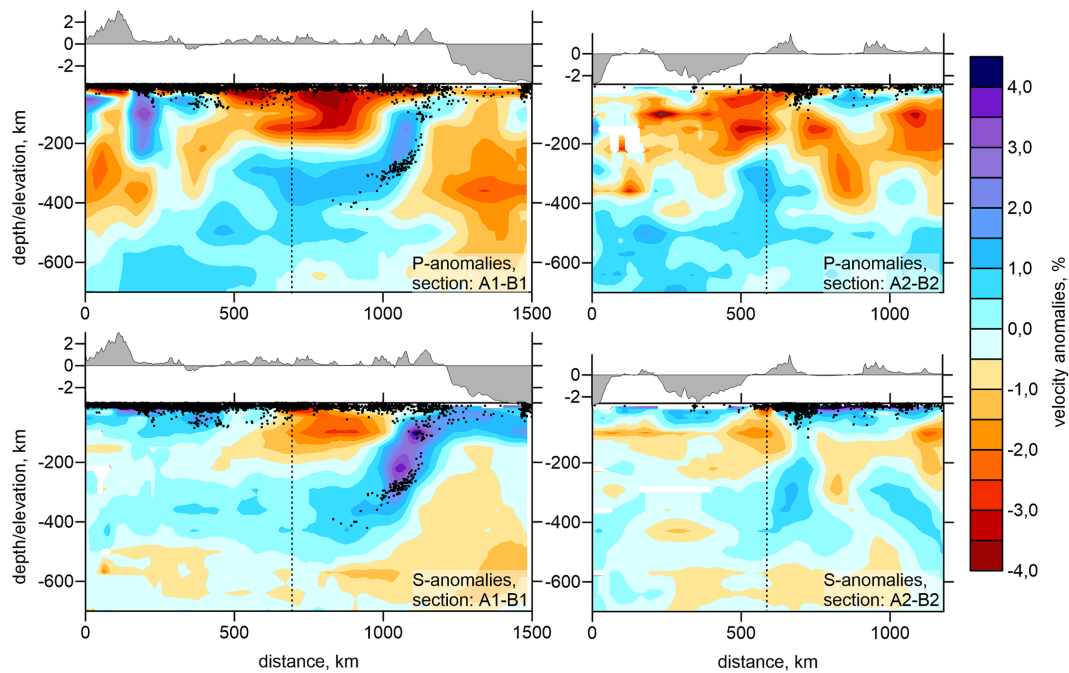 2
0
-2
depth/elevation, km
-200
-400
-600
P-anomalies,
section: A1-B1
0 500 1000 1500
0
-2
-200
-400
-600
P-anomalies,
section: A2-B2
0 500 1000
4,0
3,0
2,0
1,0
0,0
-1,0
-2,0
-3,0
-4,0
velocity anomalies, %
2
0
-2
depth/elevation, km
-200
-400
-600
S-anomalies,
section: A1-B1
0 500 1000 1500
distance, km
0
-2
-200
-400
-600
S-anomalies,
section: A2-B2
0 500 1000
distance, km